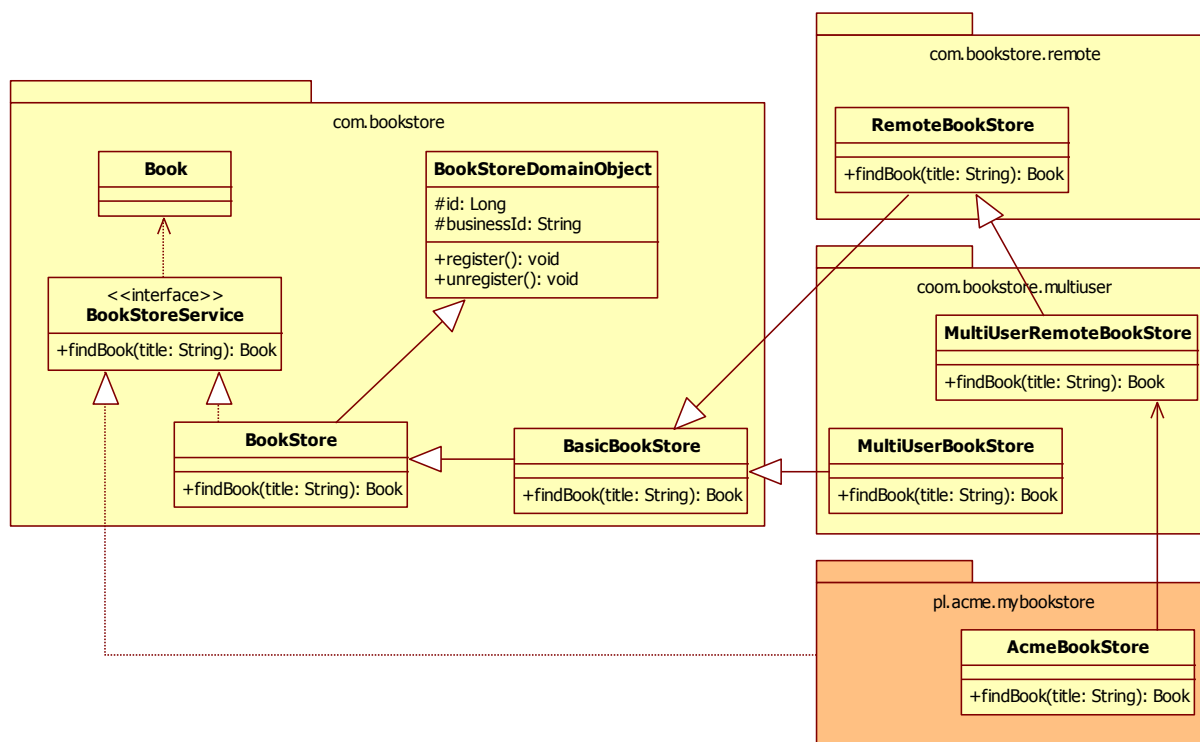 com.bookstore
Book
BookStoreDomainObject
#id: Long
#businessId: String
+register(): void
+unregister(): void
<<interface>>
BookStoreService
+findBook(title: String): Book
BookStore
+findBook(title: String): Book
BasicBookStore
+findBook(title: String): Book
com.bookstore.remote
RemoteBookStore
+findBook(title: String): Book
coom.bookstore.multiuser
MultiUserRemoteBookStore
+findBook(title: String): Book
MultiUserBookStore
+findBook(title: String): Book
pl.acme.mybookstore
AcmeBookStore
+findBook(title: String): Book